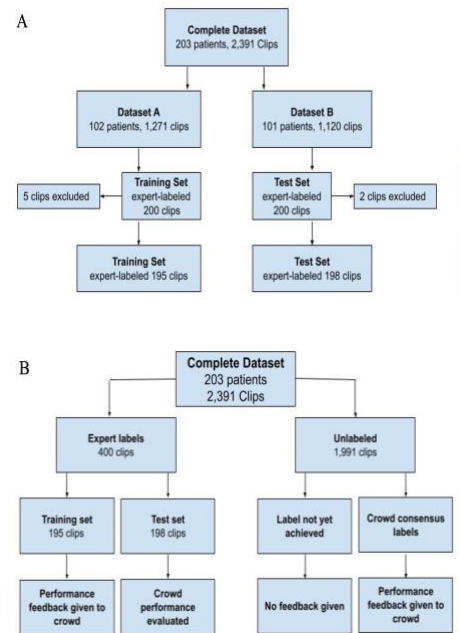 A
Complete Dataset
203 patients, 2,391 Clips
Dataset A
102 patients, 1,271 clips
Dataset B
101 patients, 1,120 clips
5 clips excluded
Training Set
expert-labeled
200 clips
Test Set
expert-labeled
200 clips
2 clips excluded
Training Set
expert-labeled 195 clips
Test Set
expert-labeled 198 clips
B
Complete Dataset
203 patients
2,391 Clips
Expert labels
400 clips
Unlabeled
1,991 clips
Training set
195 clips
Test set
198 clips
Label not yet
achieved
Crowd consensus
labels
Performance
feedback given to
crowd
Crowd
performance
evaluated
No feedback given
Performance
feedback given to
crowd